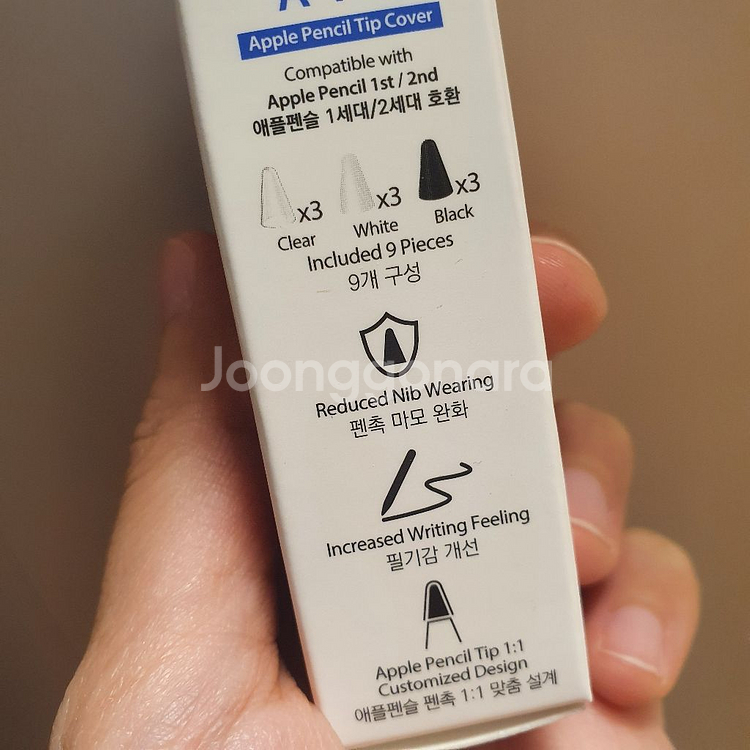 Apple Pencil Tip Cover
Compatible with
Apple Pencil 1st / 2nd
애플펜슬 1세대/2세대 호환
x3 x3 x3
Clear White Black
Included 9 Pieces
9개 구성
Joonggonara
Reduced Nib Wearing
펜촉 마모 완화
Increased Writing Feeling
필기감 개선
Apple Pencil Tip 1:1
Customized Design
애플펜슬 펜촉 1:1 맞춤 설계